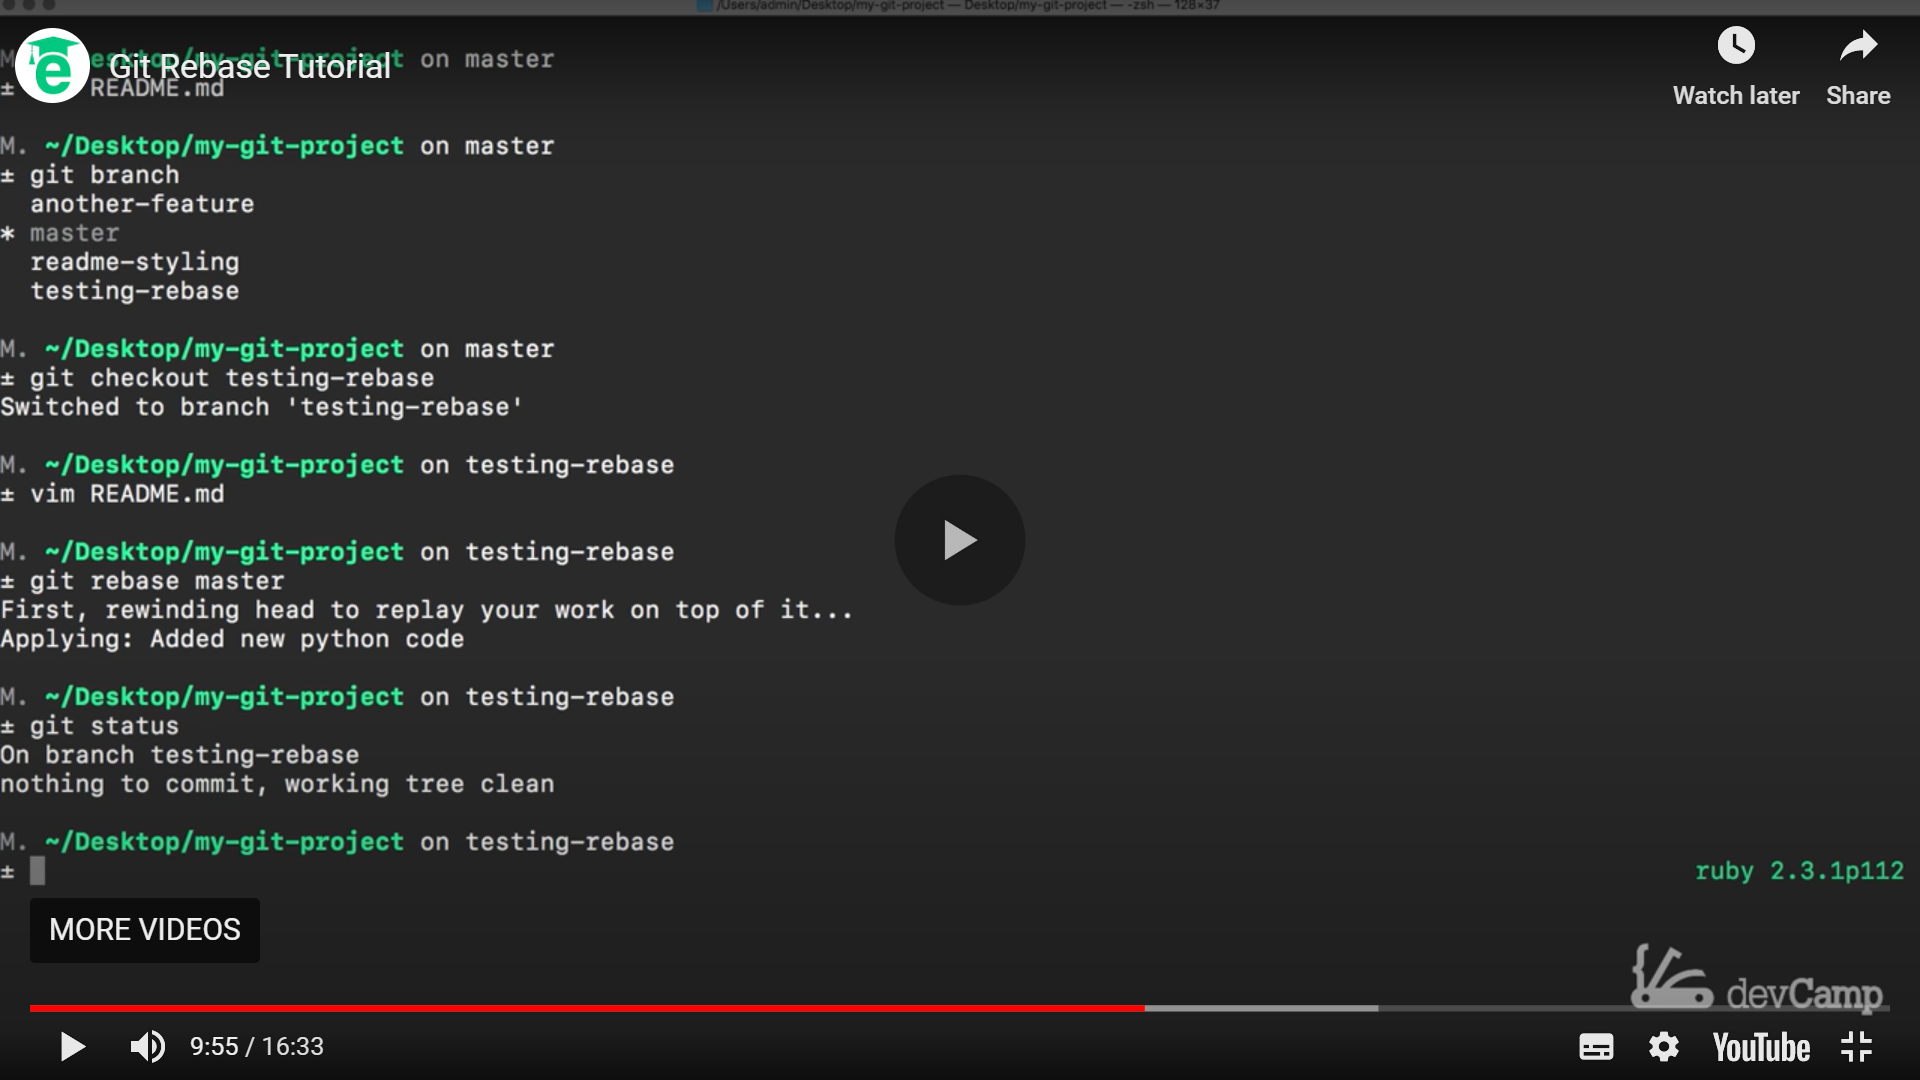 /Users/admin/Desktop/my-git-project — Desktop/my-git-project — -zsh — 128×37
on master
Git Rebase Tutorial
README.md
Watch later
Share
M. ~/Desktop/my-git-project on master
± git branch
another-feature
* master
readme-styling
testing-rebase
M. ~/Desktop/my-git-project on master
± git checkout testing-rebase
Switched to branch 'testing-rebase'
M. ~/Desktop/my-git-project on testing-rebase
± vim README.md
M. ~/Desktop/my-git-project on testing-rebase
± git rebase master
First, rewinding head to replay your work on top of it...
Applying: Added new python code
M. ~/Desktop/my-git-project on testing-rebase
± git status
On branch testing-rebase
nothing to commit, working tree clean
M. ~/Desktop/my-git-project on testing-rebase
±
ruby 2.3.1p112
MORE VIDEOS
devCamp
9:55 / 16:33
YouTube